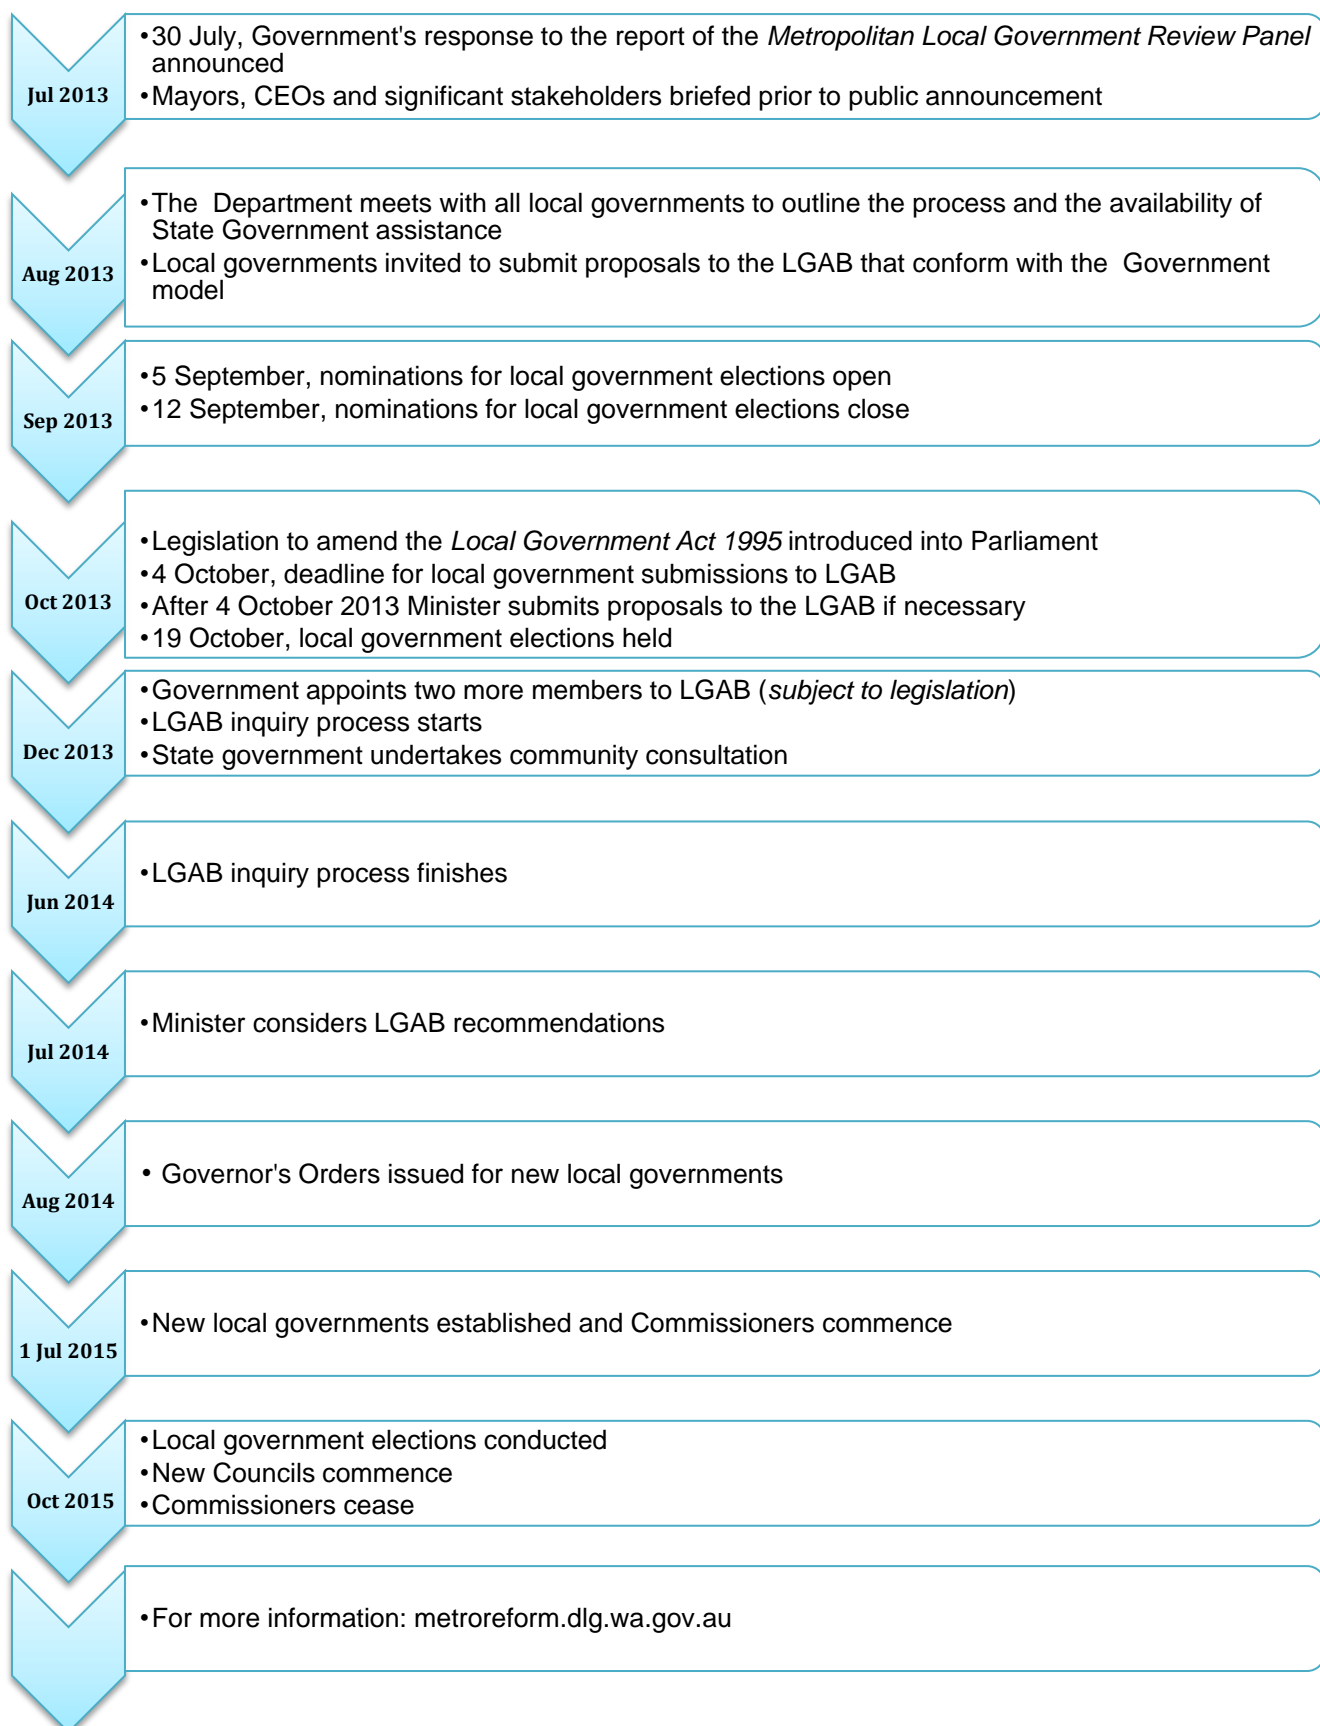 Jul 2013
•30 July, Government's response to the report of the Metropolitan Local Government Review Panel
announced
•Mayors, CEOs and significant stakeholders briefed prior to public announcement
Aug 2013
•The  Department meets with all local governments to outline the process and the availability of
State Government assistance
•Local governments invited to submit proposals to the LGAB that conform with the  Government
model
Sep 2013
•5 September, nominations for local government elections open
•12 September, nominations for local government elections close
Oct 2013
•Legislation to amend the Local Government Act 1995 introduced into Parliament
•4 October, deadline for local government submissions to LGAB
•After 4 October 2013 Minister submits proposals to the LGAB if necessary
•19 October, local government elections held
Dec 2013
•Government appoints two more members to LGAB (subject to legislation)
•LGAB inquiry process starts
•State government undertakes community consultation
Jun 2014
•LGAB inquiry process finishes
Jul 2014
•Minister considers LGAB recommendations
Aug 2014
• Governor's Orders issued for new local governments
1 Jul 2015
•New local governments established and Commissioners commence
Oct 2015
•Local government elections conducted
•New Councils commence
•Commissioners cease
•For more information: metroreform.dlg.wa.gov.au